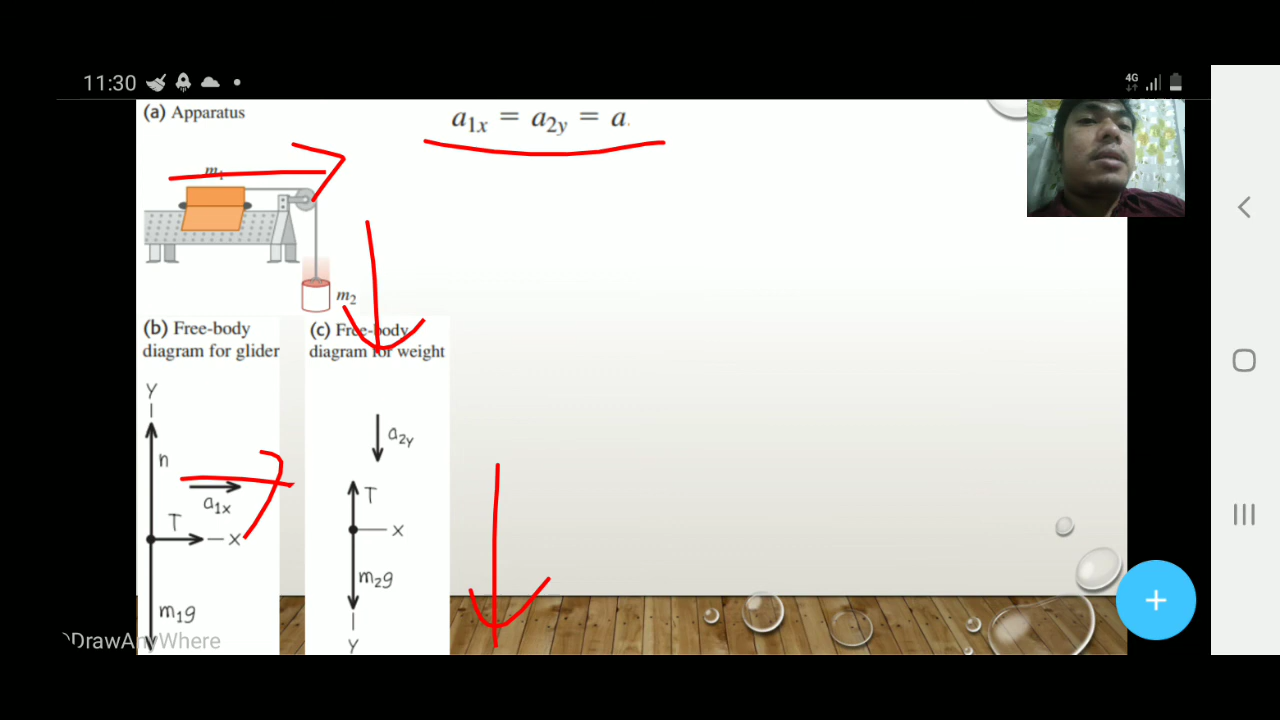 11:30
4G
(a) Apparatus
a1x = a2y = a.
m1
m2
(b) Free-body
diagram for glider
(c) Free-body
diagram for weight
Y
n
a1x
T
x
m1g
a2y
T
x
m2g
Y
DrawAnyWhere